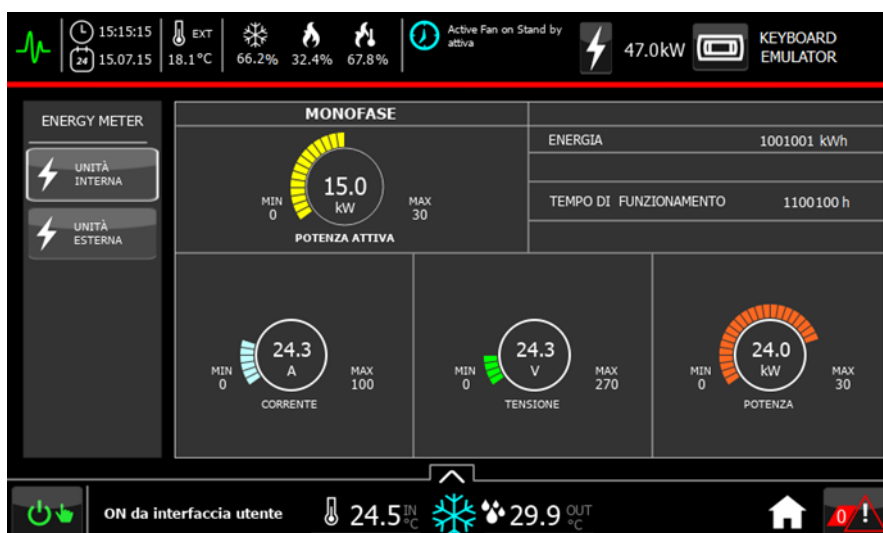 15:15:15
24 15.07.15
EXT
18.1°C
66.2% 32.4% 67.8%
Active Fan on Stand by
attiva
47.0kW
KEYBOARD
EMULATOR
ENERGY METER
UNITÀ
INTERNA
UNITÀ
ESTERNA
MONOFASE
15.0
kW
MIN
0
MAX
30
POTENZA ATTIVA
ENERGIA 1001001 kWh
TEMPO DI FUNZIONAMENTO 1100100 h
24.3
A
MIN
0
MAX
100
CORRENTE
24.3
V
MIN
0
MAX
270
TENSIONE
24.0
kW
MIN
0
MAX
30
POTENZA
ON da interfaccia utente
24.5 IN °C
29.9 OUT °C
0 !